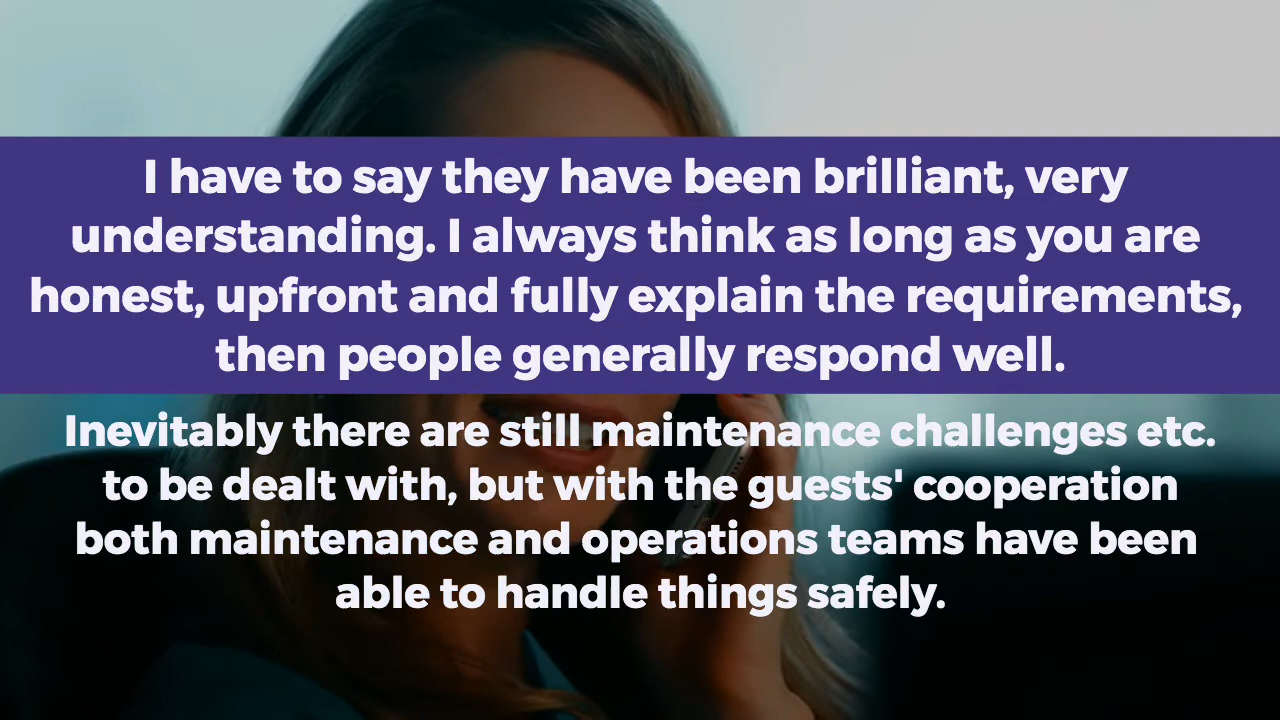 I have to say they have been brilliant, very
understanding. I always think as long as you are
honest, upfront and fully explain the requirements,
then people generally respond well.
Inevitably there are still maintenance challenges etc.
to be dealt with, but with the guests' cooperation
both maintenance and operations teams have been
able to handle things safely.